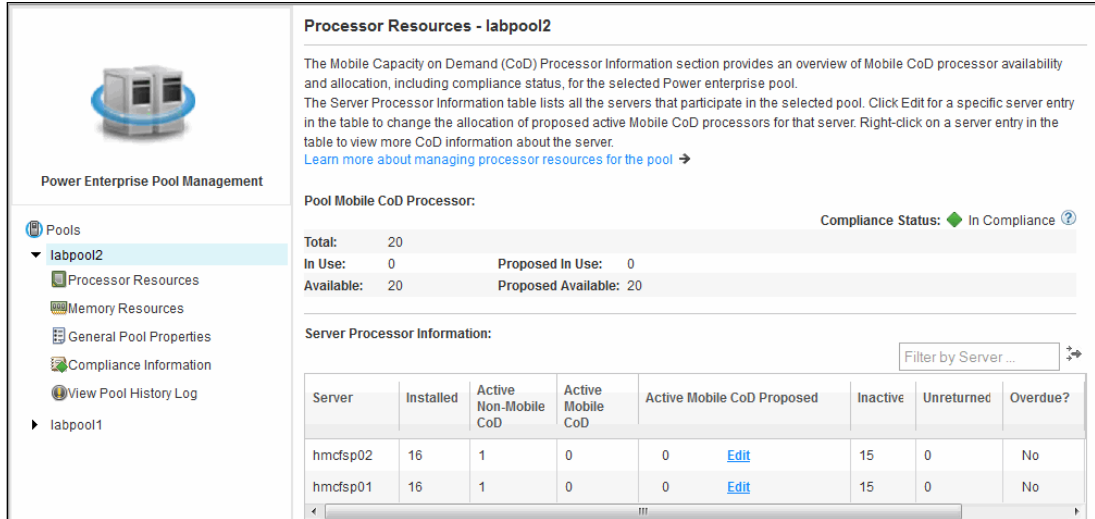 Power Enterprise Pool Management
Pools
labpool2
Processor Resources
Memory Resources
General Pool Properties
Compliance Information
View Pool History Log
labpool1
Processor Resources - labpool2
The Mobile Capacity on Demand (CoD) Processor Information section provides an overview of Mobile CoD processor availability
and allocation, including compliance status, for the selected Power enterprise pool.
The Server Processor Information table lists all the servers that participate in the selected pool. Click Edit for a specific server entry
in the table to change the allocation of proposed active Mobile CoD processors for that server. Right-click on a server entry in the
table to view more CoD information about the server.
Learn more about managing processor resources for the pool →
Pool Mobile CoD Processor:
Compliance Status: In Compliance ?
Total: 20
In Use: 0 Proposed In Use: 0
Available: 20 Proposed Available: 20
Server Processor Information:
Filter by Server ...
Server Installed Active Non-Mobile CoD Active Mobile CoD Active Mobile CoD Proposed Inactive Unreturned Overdue?
hmcfsp02 16 1 0 0 Edit 15 0 No
hmcfsp01 16 1 0 0 Edit 15 0 No